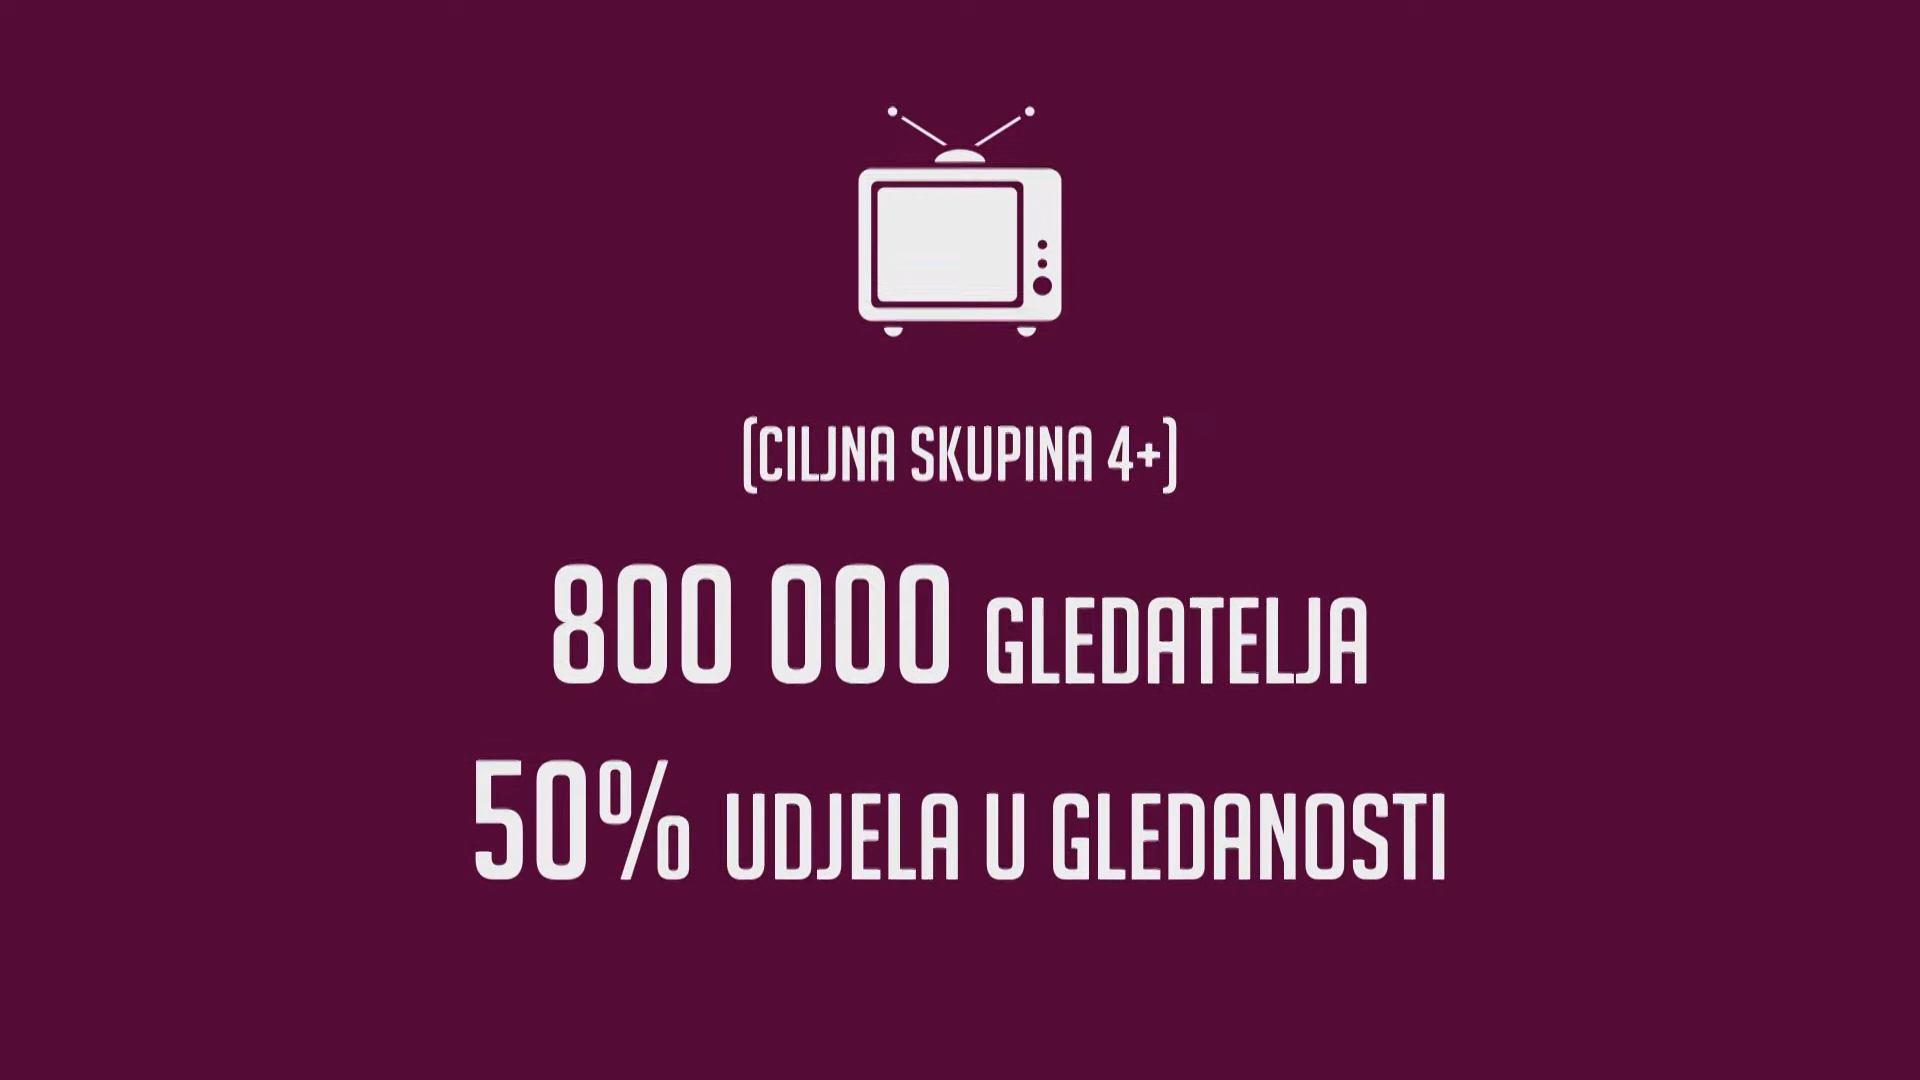 (CILJNA SKUPINA 4+)
800 000 GLEDATELJA
50% UDJELA U GLEDANOSTI